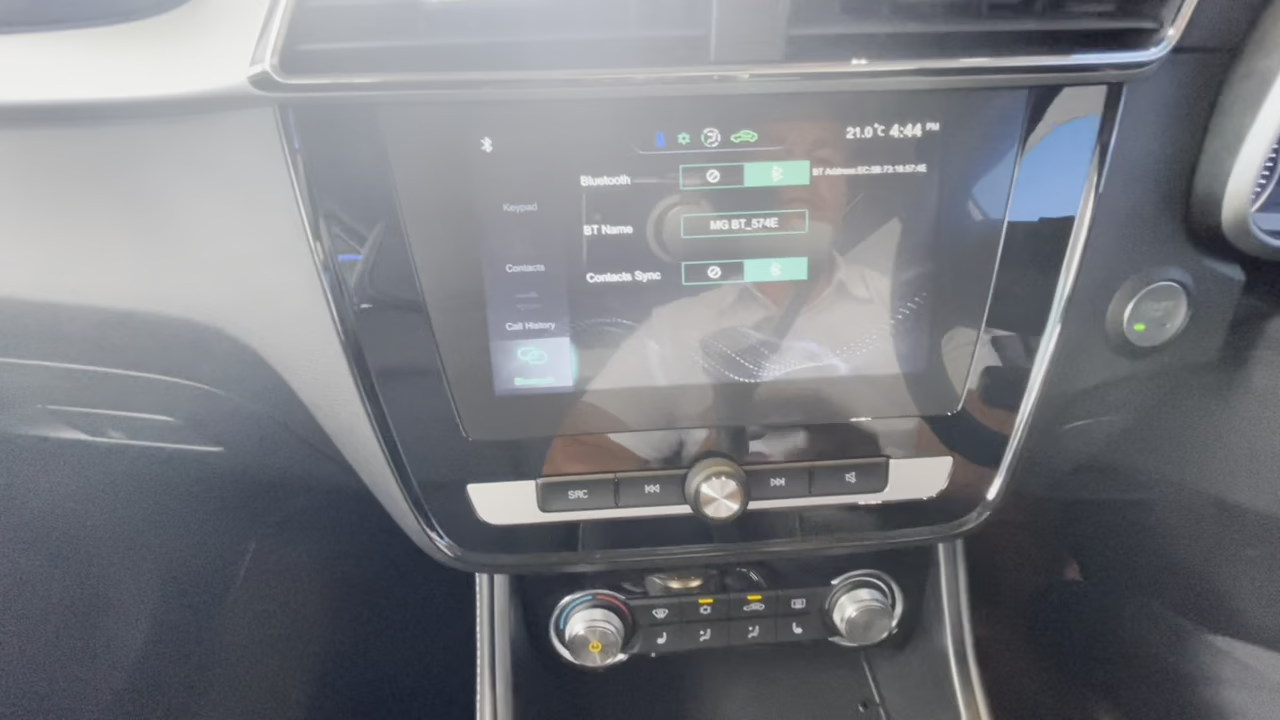 21.0°C 4:44 PM
Bluetooth
BT Address:EC:5B:73:16:57:4E
Keypad
BT Name
MG BT_574E
Contacts
Contacts Sync
Call History
Bluetooth
SRC